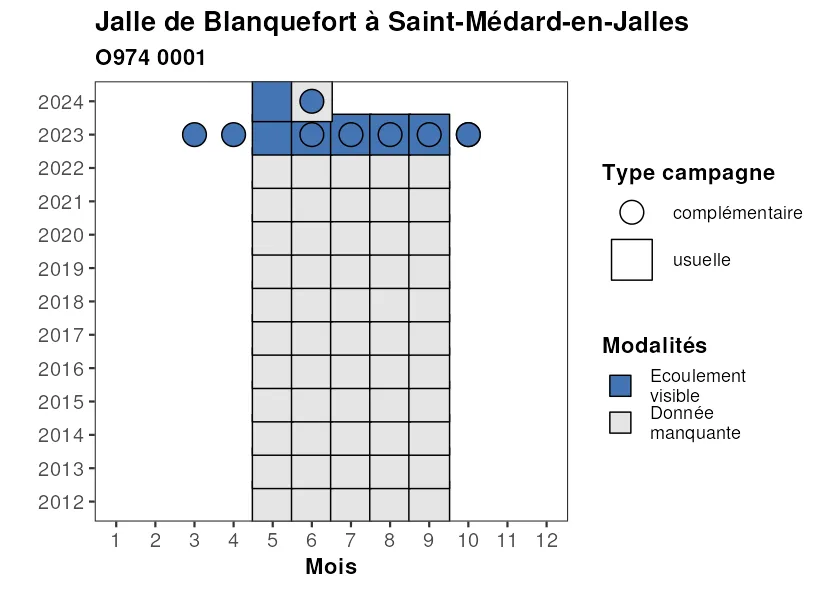 Jalle de Blanquefort à Saint-Médard-en-Jalles
O974 0001
2024
2023
2022
2021
2020
2019
2018
2017
2016
2015
2014
2013
2012
1 2 3 4 5 6 7 8 9 10 11 12
Mois
Type campagne
complémentaire
usuelle
Modalités
Ecoulement
visible
Donnée
manquante